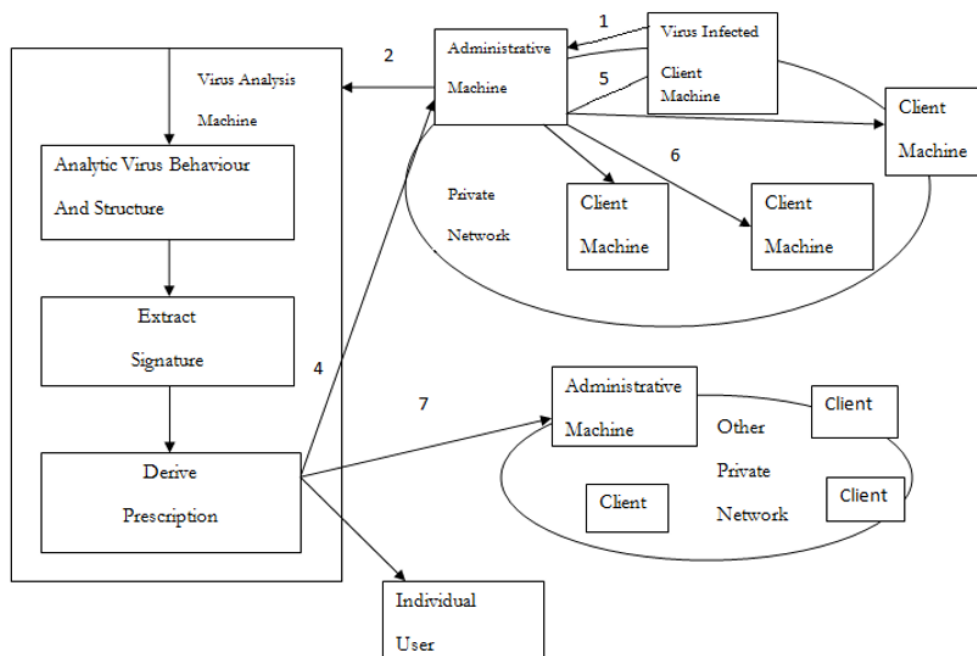 Virus Analysis
Machine
Analytic Virus Behaviour
And Structure
Extract
Signature
Derive
Prescription
2
4
7
Administrative
Machine
1
5
6
Virus Infected
Client
Machine
Client
Machine
Private
Network
Client
Machine
Client
Machine
Administrative
Machine
Other
Private
Network
Client
Client
Client
Individual
User